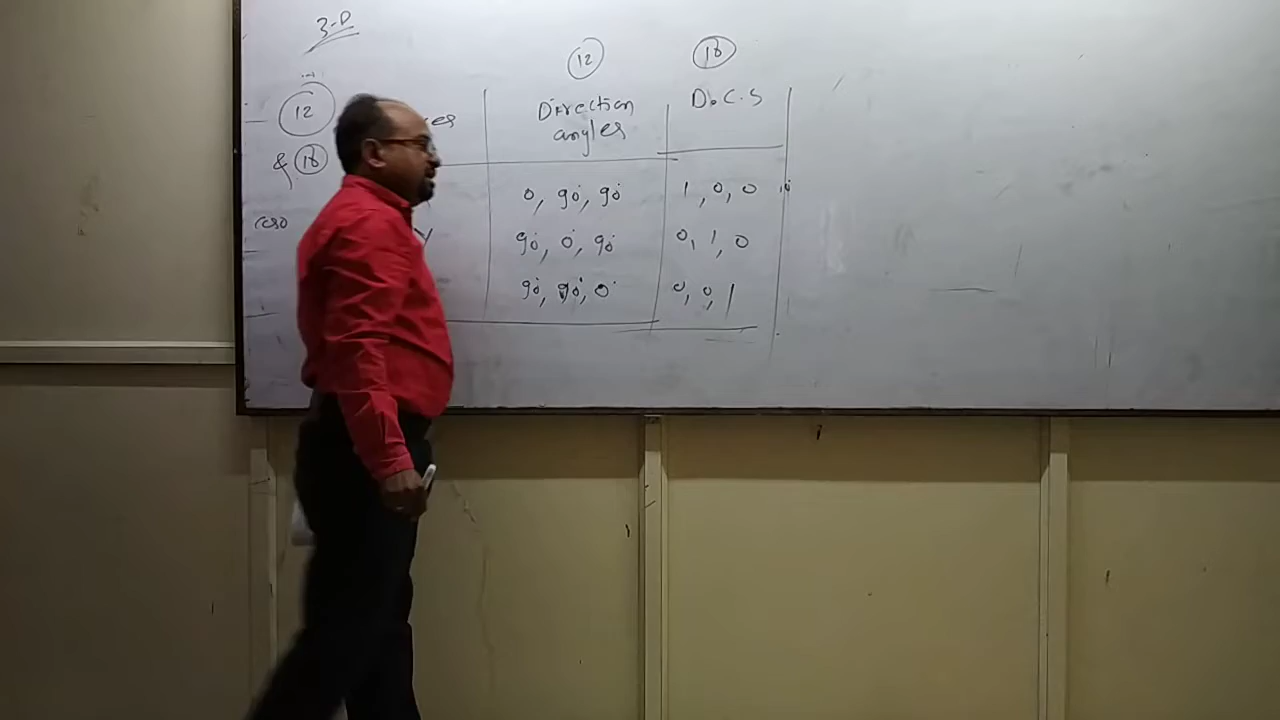 3-D
12 18
12 Direction D.C.S
angles
& 18
0, 90°, 90° 1, 0, 0
90°, 0°, 90° 0, 1, 0
90°, 90°, 0° 0, 0, 1